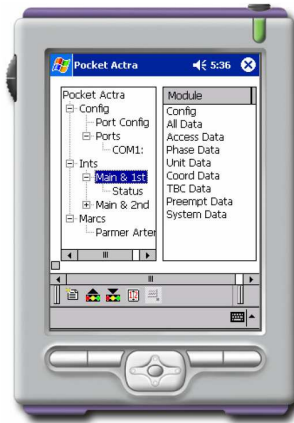 Pocket Actra 5:36
Pocket Actra
Config
Port Config
Ports
COM1:
Ints
Main & 1st
Status
Main & 2nd
Marcs
Parmer Arter
Module
Config
All Data
Access Data
Phase Data
Unit Data
Coord Data
TBC Data
Preempt Data
System Data